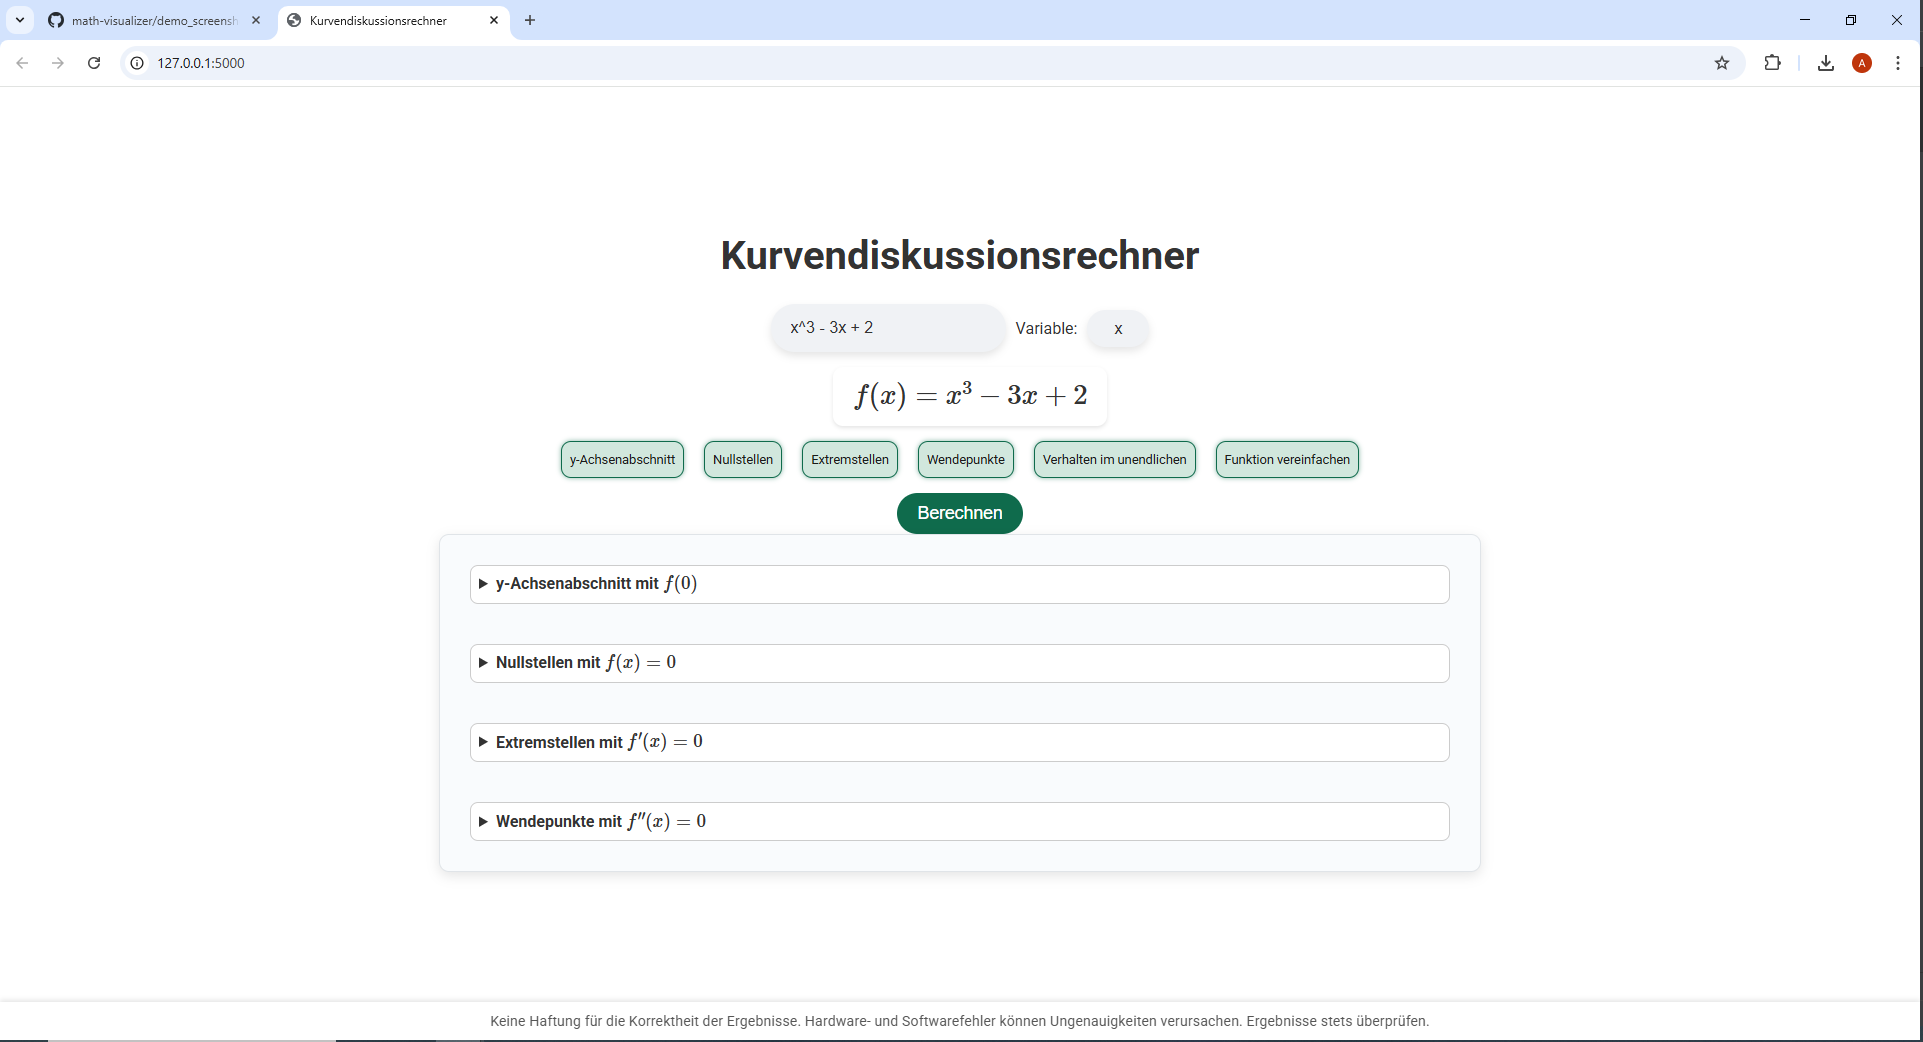 math-visualizer/demo_screensh
Kurvendiskussionsrechner
127.0.0.1:5000
A
Kurvendiskussionsrechner
x^3 - 3x + 2 Variable: x
f(x) = x³ − 3x + 2
y-Achsenabschnitt Nullstellen Extremstellen Wendepunkte Verhalten im unendlichen Funktion vereinfachen
Berechnen
y-Achsenabschnitt mit f(0)
Nullstellen mit f(x) = 0
Extremstellen mit f′(x) = 0
Wendepunkte mit f″(x) = 0
Keine Haftung für die Korrektheit der Ergebnisse. Hardware- und Softwarefehler können Ungenauigkeiten verursachen. Ergebnisse stets überprüfen.